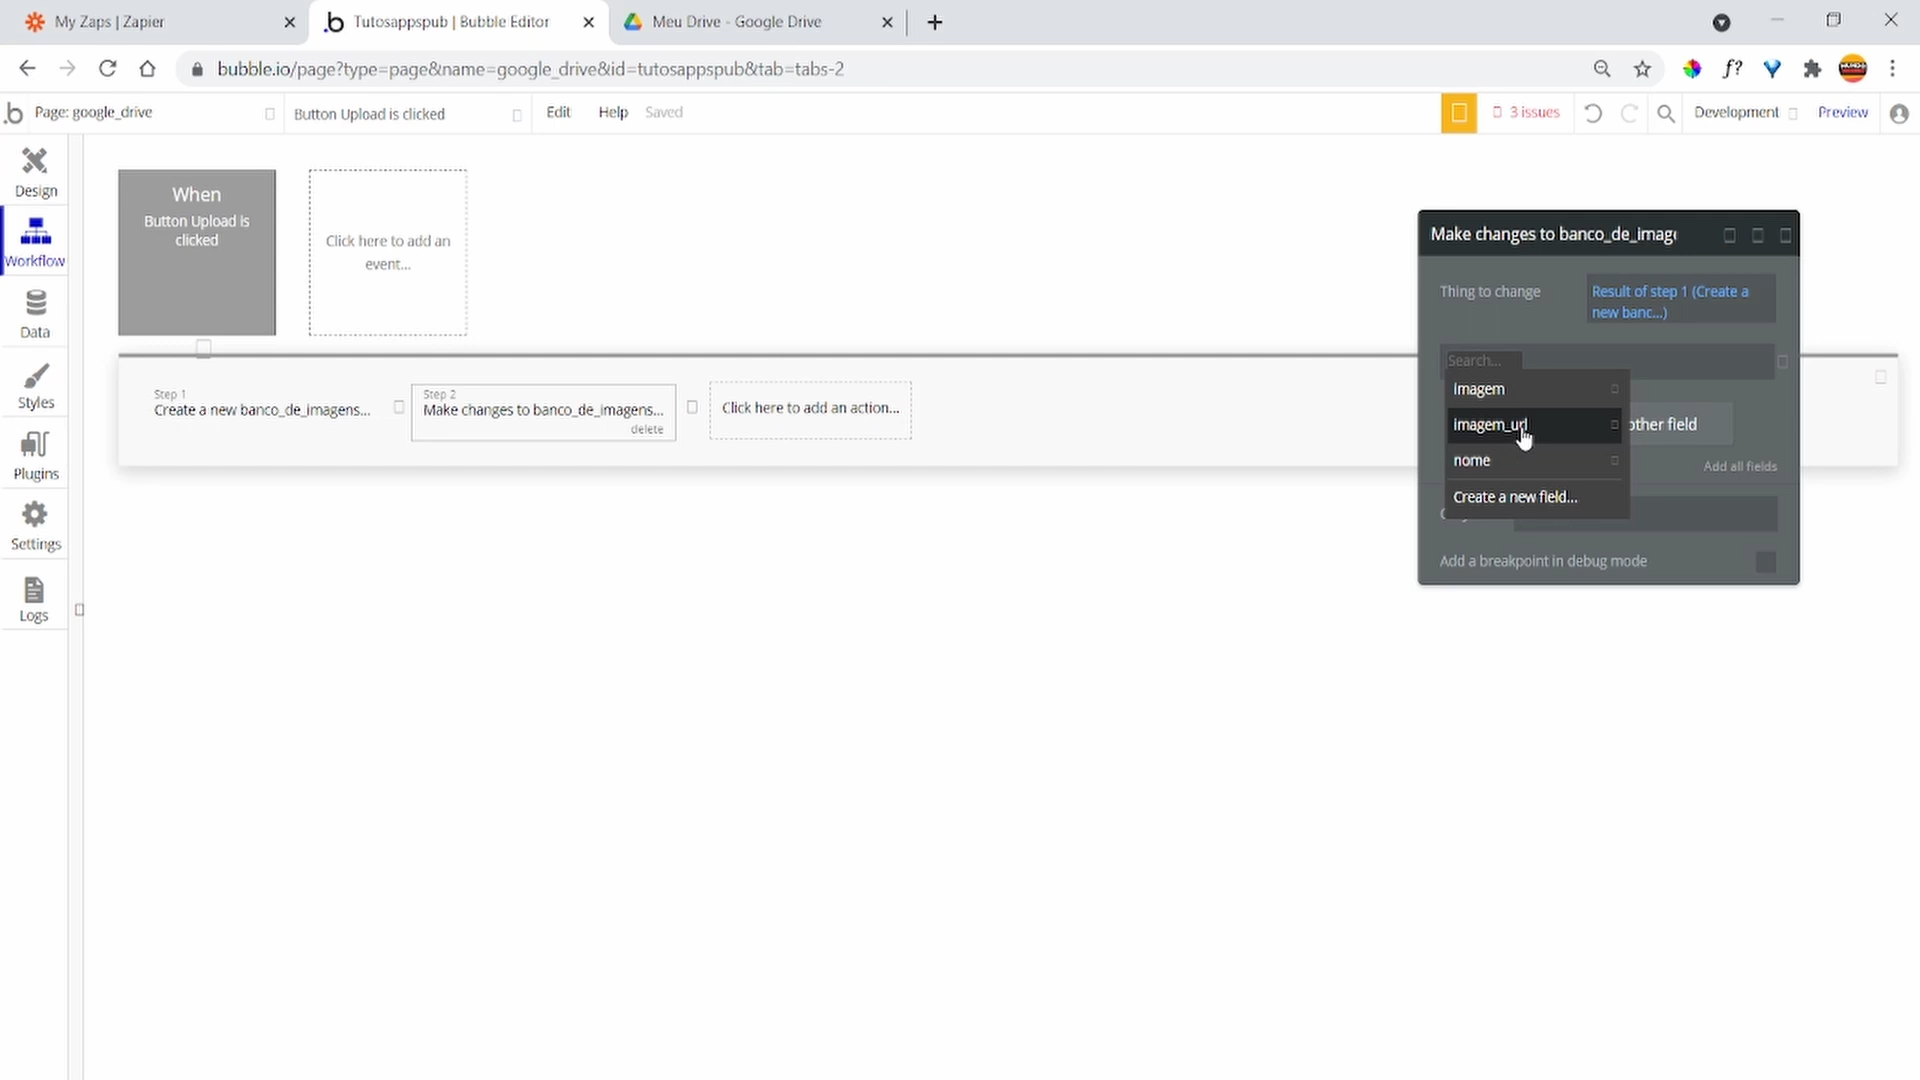 My Zaps | Zapier
Tutosappspub | Bubble Editor
Meu Drive - Google Drive
bubble.io/page?type=page&name=google_drive&id=tutosappspub&tab=tabs-2
f?
Page: google_drive
Button Upload is clicked
Edit
Help
Saved
3 issues
Development
Preview
Design
Workflow
Data
Styles
Plugins
Settings
Logs
When
Button Upload is
clicked
Click here to add an
event...
Step 1
Create a new banco_de_imagens...
Step 2
Make changes to banco_de_imagens...
delete
Click here to add an action...
Make changes to banco_de_image
Thing to change
Result of step 1 (Create a
new banc...)
Search...
imagem
imagem_url
nome
Create a new field...
other field
Add all fields
Add a breakpoint in debug mode